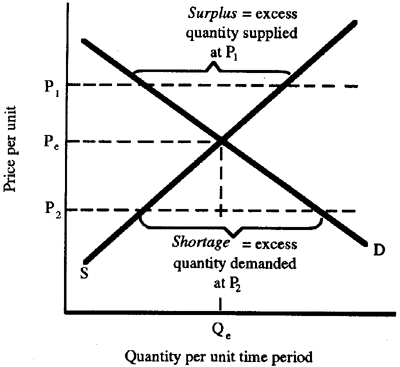 Surplus = excess
quantity supplied
at P₁
P₁
Pₑ
P₂
Price per unit
Shortage = excess
quantity demanded
at P₂
S
D
Qₑ
Quantity per unit time period